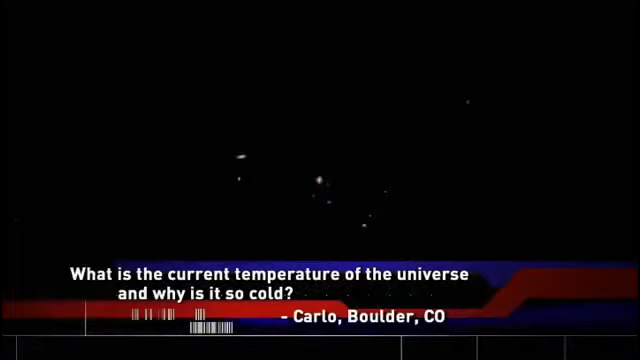 What is the current temperature of the universe
and why is it so cold?
- Carlo, Boulder, CO